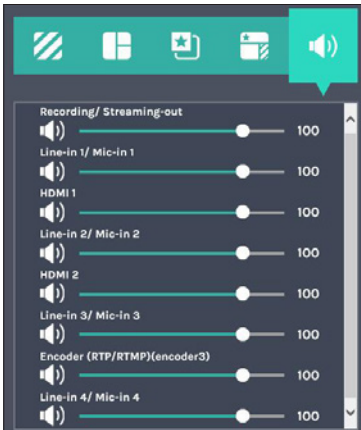 Recording/ Streaming-out
100
Line-in 1/ Mic-in 1
100
HDMI 1
100
Line-in 2/ Mic-in 2
100
HDMI 2
100
Line-in 3/ Mic-in 3
100
Encoder (RTP/RTMP)(encoder3)
100
Line-in 4/ Mic-in 4
100